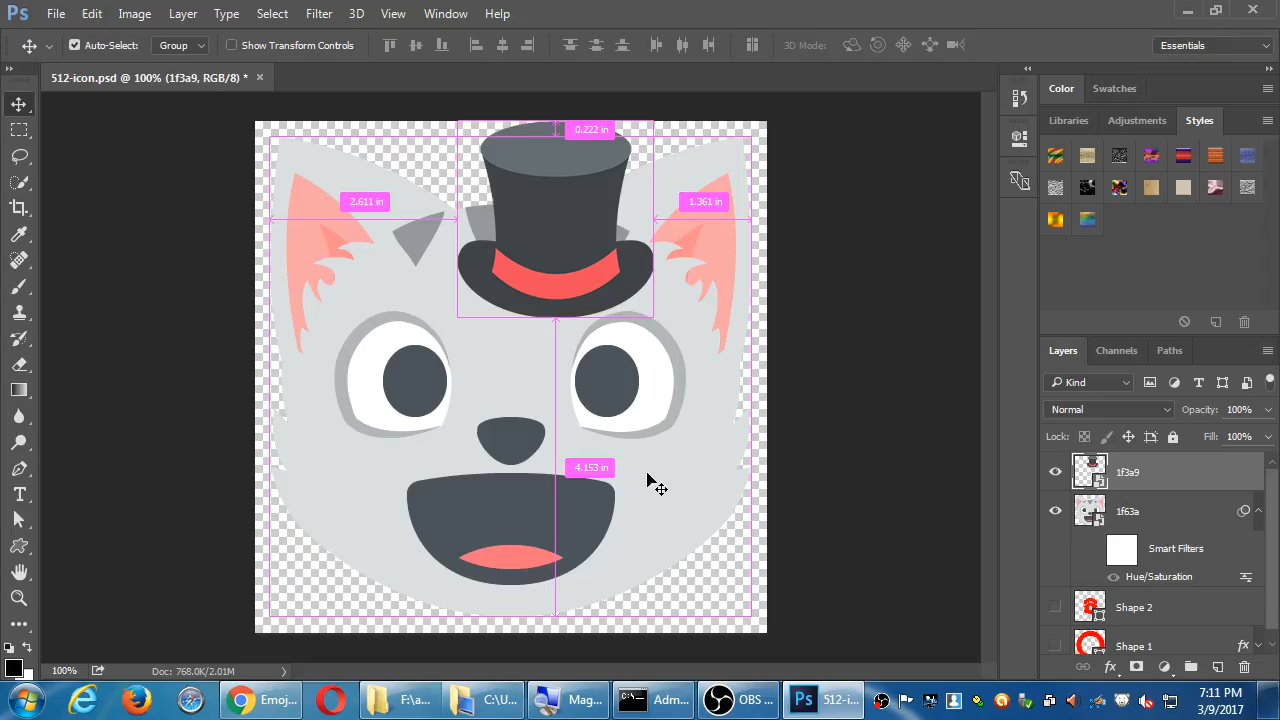 Ps File Edit Image Layer Type Select Filter 3D View Window Help
Auto-Select: Group Show Transform Controls 3D Mode: Essentials
512-icon.psd @ 100% (1f3a9, RGB/8) *
Color Swatches
Libraries Adjustments Styles
0.222 in
2.611 in
1.361 in
4.153 in
Layers Channels Paths
Kind
Normal Opacity: 100%
Lock: Fill: 100%
1f3a9
1f63a
Smart Filters
Hue/Saturation
Shape 2
Shape 1 fx
fx
100% Doc: 768.0K/2.01M
Emoj... F:\a... C:\U... Mag... Adm... OBS ... Ps 512-i...
7:11 PM
3/9/2017